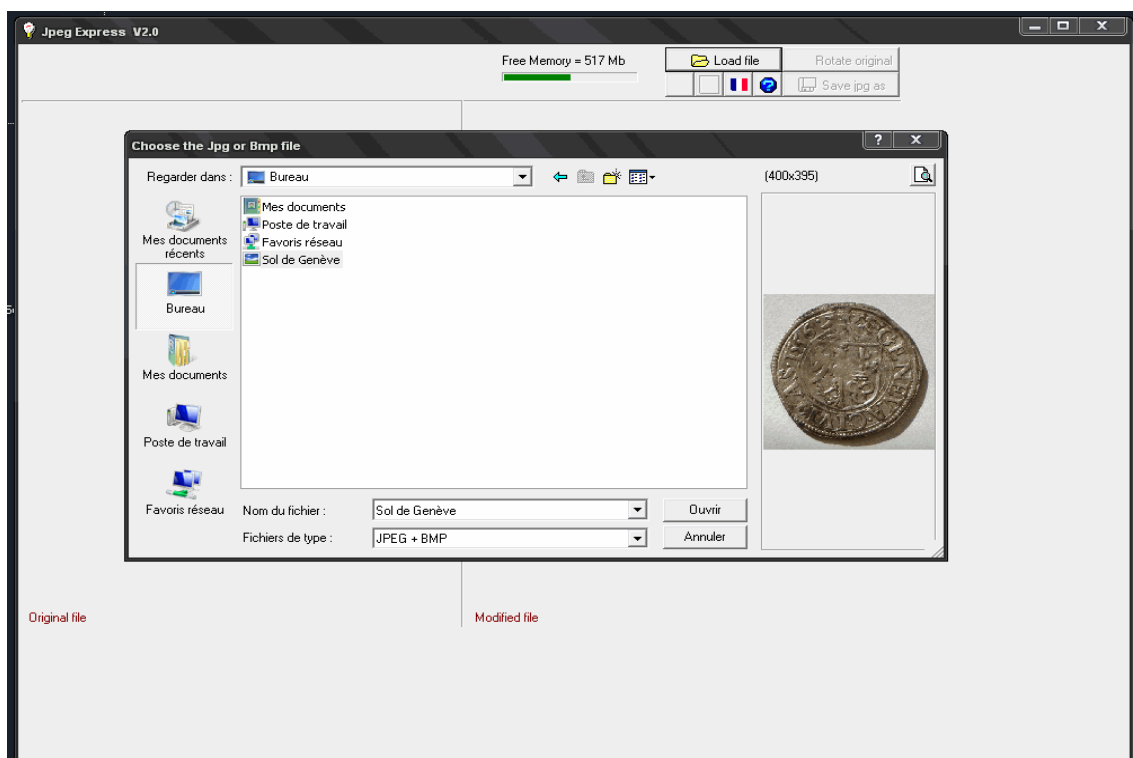 Jpeg Express V2.0
Free Memory = 517 Mb
Load file
Rotate original
Save jpg as
Choose the Jpg or Bmp file
Regarder dans :
Bureau
(400x395)
Mes documents récents
Bureau
Mes documents
Poste de travail
Favoris réseau
Mes documents
Poste de travail
Favoris réseau
Sol de Genève
Nom du fichier :
Sol de Genève
Ouvrir
Fichiers de type :
JPEG + BMP
Annuler
Original file
Modified file